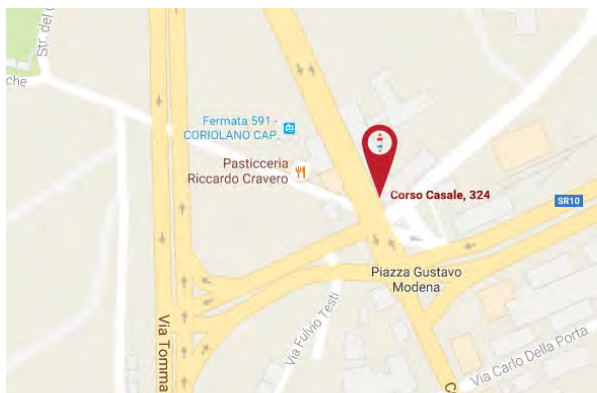 Str. del
che
Fermata 591 -
CORIOLANO CAP.
Pasticceria
Riccardo Cravero
Corso Casale, 324
SR10
Piazza Gustavo
Modena
Via Tomma
Via Fulvio Testi
Via Carlo Della Porta
C